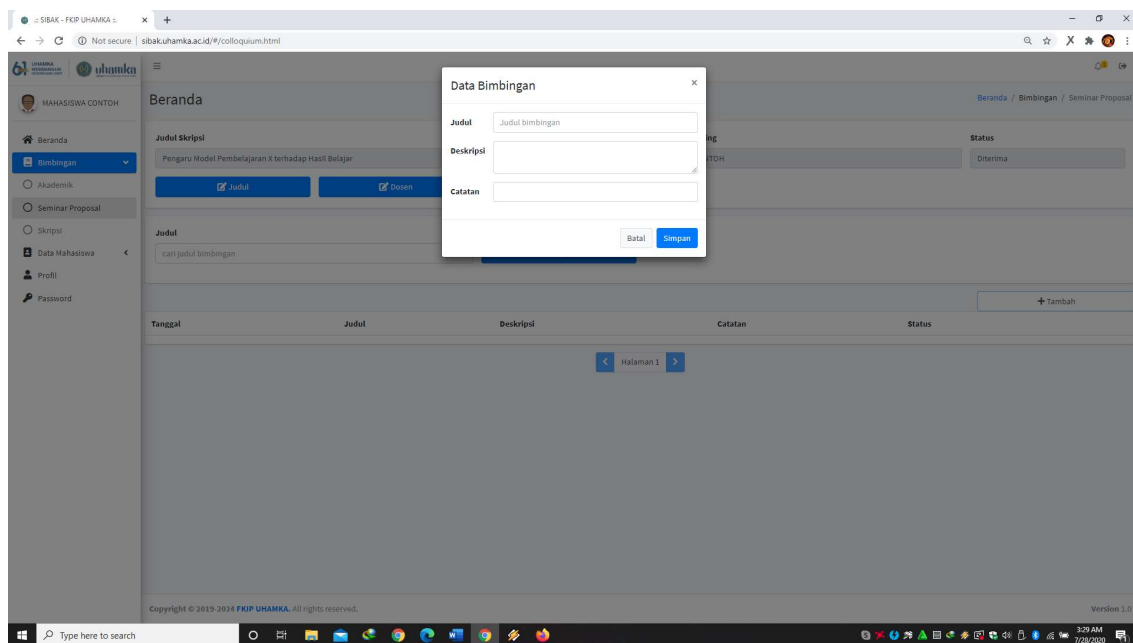 .:: SIBAK - FKIP UHAMKA ::.
Not secure | sibak.uhamka.ac.id/#/colloquium.html
61 UHAMKA
uhamka
MAHASISWA CONTOH
Beranda
Bimbingan
Akademik
Seminar Proposal
Skripsi
Data Mahasiswa
Profil
Password
Beranda
Beranda / Bimbingan / Seminar Proposal
Judul Skripsi
Pengaru Model Pembelajaran X terhadap Hasil Belajar
Status
Diterima
Judul
Dosen
Judul
cari judul bimbingan
Data Bimbingan
×
Judul
Judul bimbingan
Deskripsi
Catatan
Batal
Simpan
+ Tambah
Tanggal Judul Deskripsi Catatan Status
< Halaman 1 >
Copyright © 2019-2024 FKIP UHAMKA. All rights reserved.
Version 1.0
Type here to search
3:29 AM
7/28/2020